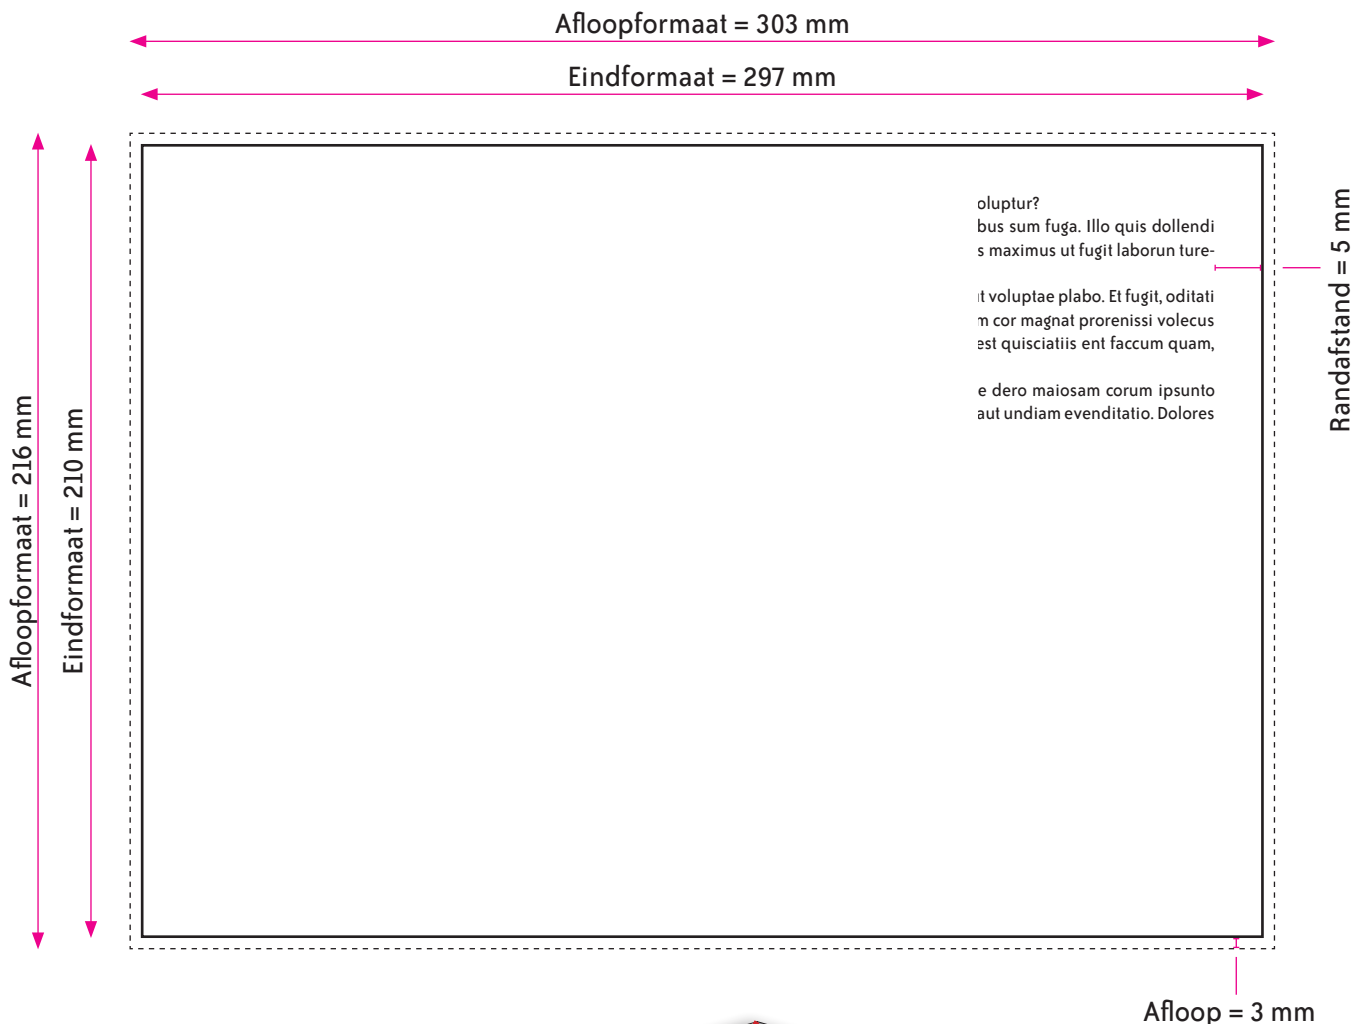 Afloopformaat = 303 mm
Eindformaat = 297 mm
Afloopformaat = 216 mm
Eindformaat = 210 mm
oluptur?
bus sum fuga. Illo quis dollendi
s maximus ut fugit laborun ture-
t voluptae plabo. Et fugit, oditati
m cor magnat prorenissi volecus
est quisciatiis ent faccum quam,
e dero maiosam corum ipsunto
aut undiam evenditatio. Dolores
Randafstand = 5 mm
Afloop = 3 mm